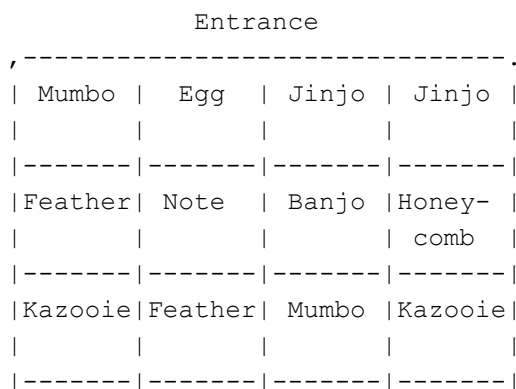 Entrance
Mumbo Egg Jinjo Jinjo
Feather Note Banjo Honey-
comb
Kazooie Feather Mumbo Kazooie